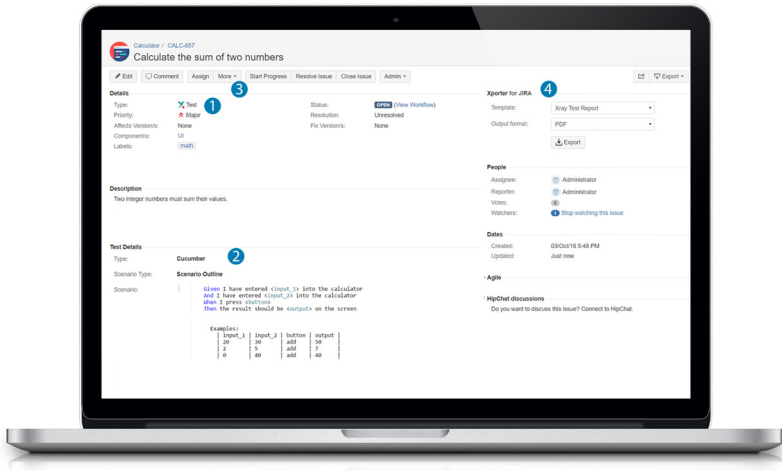 Calculator / CALC-657
Calculate the sum of two numbers
Edit Comment Assign More Start Progress Resolve Issue Close Issue Admin Export
3
Details
Type: Test 1 Status: OPEN (View Workflow)
Priority: Major Resolution: Unresolved
Affects Version/s: None Fix Version/s: None
Component/s: UI
Labels: math
Description
Two integer numbers must sum their values.
Test Details
Type: Cucumber 2
Scenario Type: Scenario Outline
Scenario: Given I have entered <input_1> into the calculator
And I have entered <input_2> into the calculator
When I press <button>
Then the result should be <output> on the screen
Examples:
| input_1 | input_2 | button | output |
| 20 | 30 | add | 50 |
| 2 | 5 | add | 7 |
| 0 | 40 | add | 40 |
Xporter for JIRA 4
Template: Xray Test Report
Output format: PDF
Export
People
Assignee: Administrator
Reporter: Administrator
Votes: 0
Watchers: 1 Stop watching this issue
Dates
Created: 03/Oct/16 5:48 PM
Updated: Just now
Agile
HipChat discussions
Do you want to discuss this issue? Connect to HipChat.